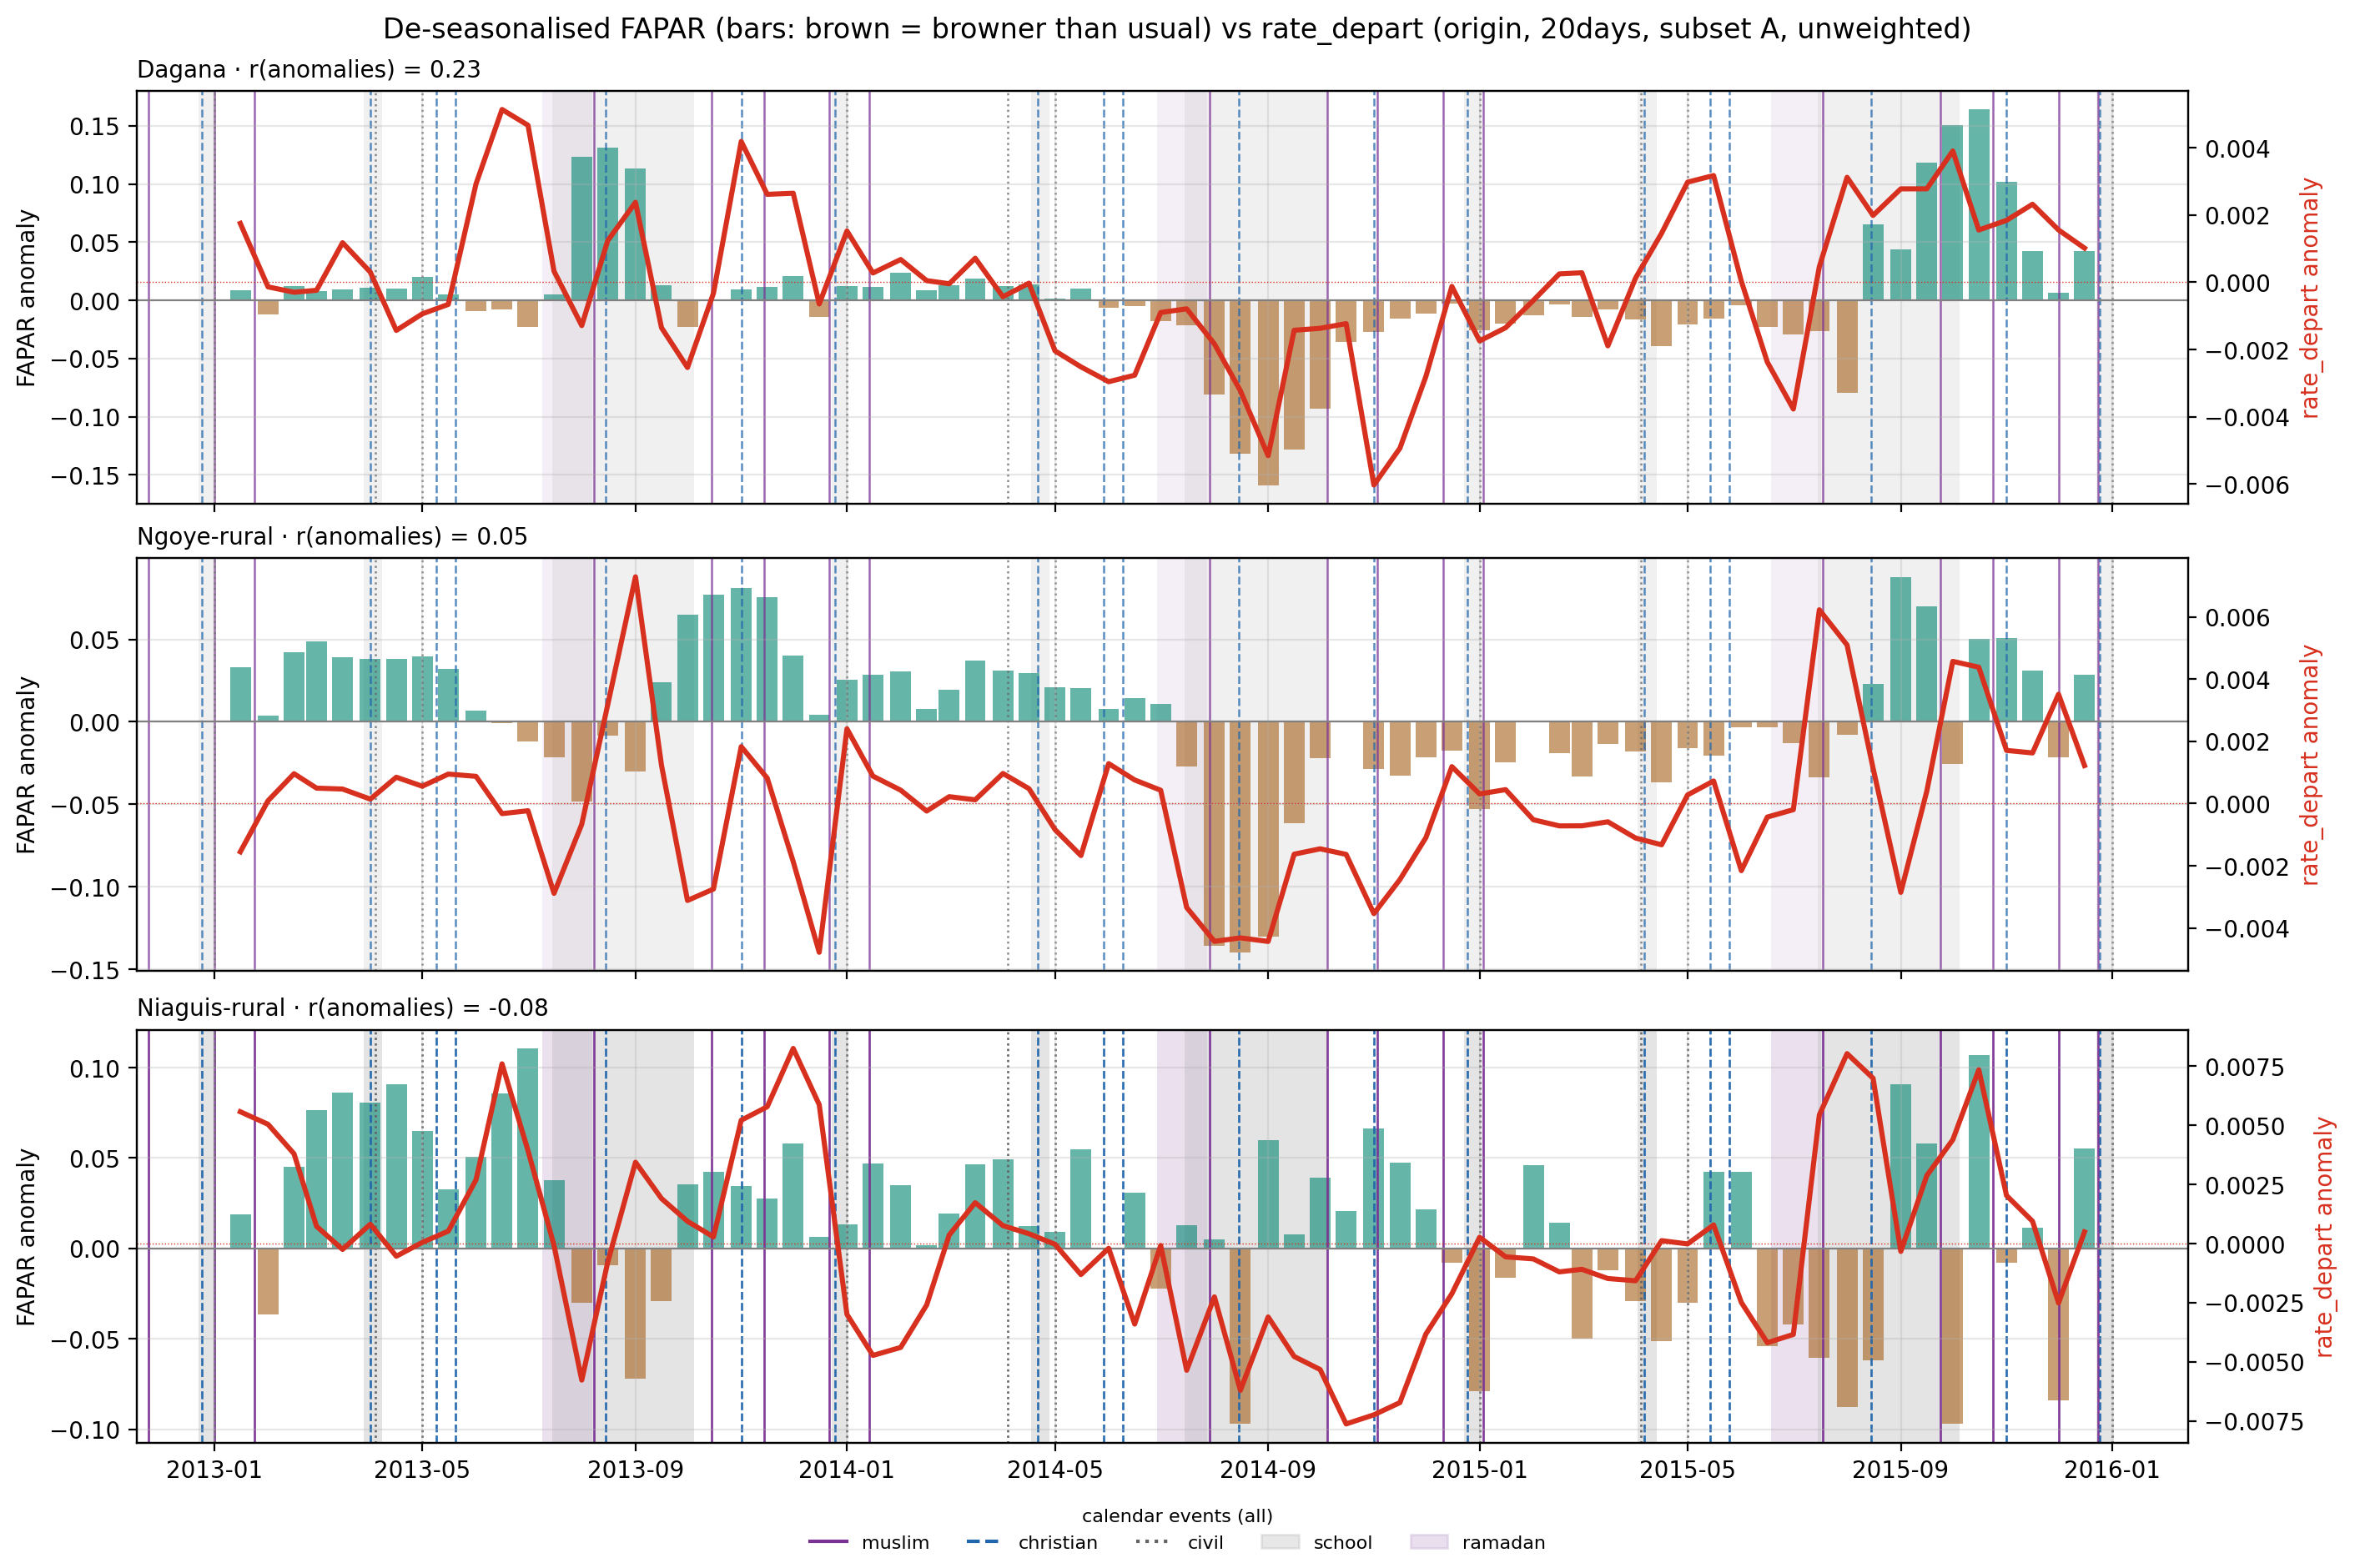 De-seasonalised FAPAR (bars: brown = browner than usual) vs rate_depart (origin, 20days, subset A, unweighted)
Dagana · r(anomalies) = 0.23
FAPAR anomaly
0.15
0.10
0.05
0.00
−0.05
−0.10
−0.15
0.004
0.002
0.000
−0.002
−0.004
−0.006
rate_depart anomaly
Ngoye-rural · r(anomalies) = 0.05
FAPAR anomaly
0.05
0.00
−0.05
−0.10
−0.15
0.006
0.004
0.002
0.000
−0.002
−0.004
rate_depart anomaly
Niaguis-rural · r(anomalies) = -0.08
FAPAR anomaly
0.10
0.05
0.00
−0.05
−0.10
0.0075
0.0050
0.0025
0.0000
−0.0025
−0.0050
−0.0075
rate_depart anomaly
2013-01 2013-05 2013-09 2014-01 2014-05 2014-09 2015-01 2015-05 2015-09 2016-01
calendar events (all)
muslim christian civil school ramadan